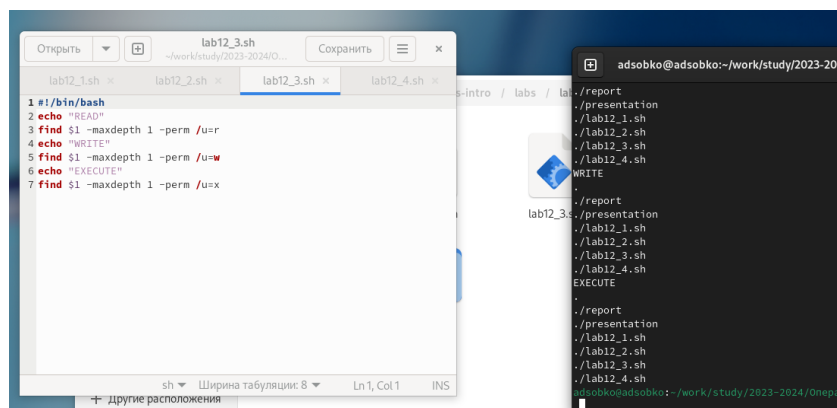 Открыть
lab12_3.sh
~/work/study/2023-2024/О...
Сохранить
lab12_1.sh × lab12_2.sh × lab12_3.sh × lab12_4.sh ×
1 #!/bin/bash
2 echo "READ"
3 find $1 -maxdepth 1 -perm /u=r
4 echo "WRITE"
5 find $1 -maxdepth 1 -perm /u=w
6 echo "EXECUTE"
7 find $1 -maxdepth 1 -perm /u=x
sh Ширина табуляции: 8 Ln 1, Col 1 INS
s-intro / labs / lab
lab12_3.s
+ Другие расположения
adsobko@adsobko:~/work/study/2023-20
./report
./presentation
./lab12_1.sh
./lab12_2.sh
./lab12_3.sh
./lab12_4.sh
WRITE
.
./report
./presentation
./lab12_1.sh
./lab12_2.sh
./lab12_3.sh
./lab12_4.sh
EXECUTE
.
./report
./presentation
./lab12_1.sh
./lab12_2.sh
./lab12_3.sh
./lab12_4.sh
adsobko@adsobko:~/work/study/2023-2024/Опера